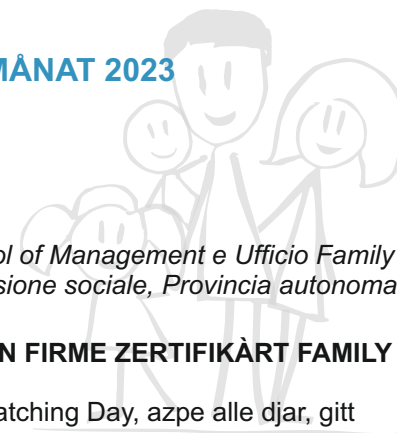 MÅNAT 2023
ol of Management e Ufficio Family
sione sociale, Provincia autonoma
N FIRME ZERTIFIKÀRT FAMILY
atching Day, azpe alle djar, gitt